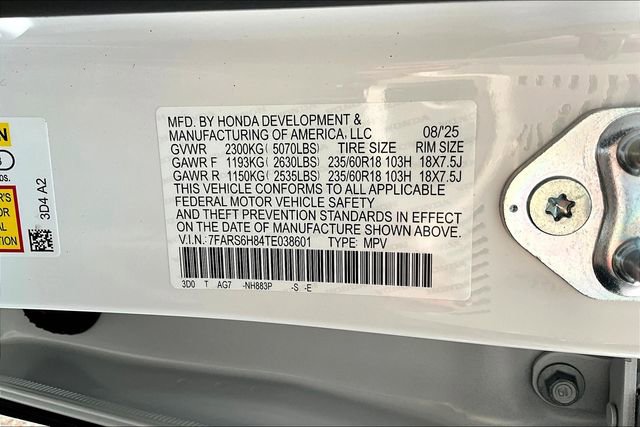 MFD. BY HONDA DEVELOPMENT &
MANUFACTURING OF AMERICA, LLC 08/'25
GVWR 2300KG( 5070LBS) TIRE SIZE RIM SIZE
GAWR F 1193KG( 2630LBS) 235/60R18 103H 18X7.5J
GAWR R 1150KG( 2535LBS) 235/60R18 103H 18X7.5J
THIS VEHICLE CONFORMS TO ALL APPLICABLE
FEDERAL MOTOR VEHICLE SAFETY
AND THEFT PREVENTION STANDARDS IN EFFECT
ON THE DATE OF MANUFACTURE SHOWN ABOVE.
V.I.N.:7FARS6H84TE038601 TYPE: MPV
3D0 T AG7 -NH883P -S -E
3D4 A2